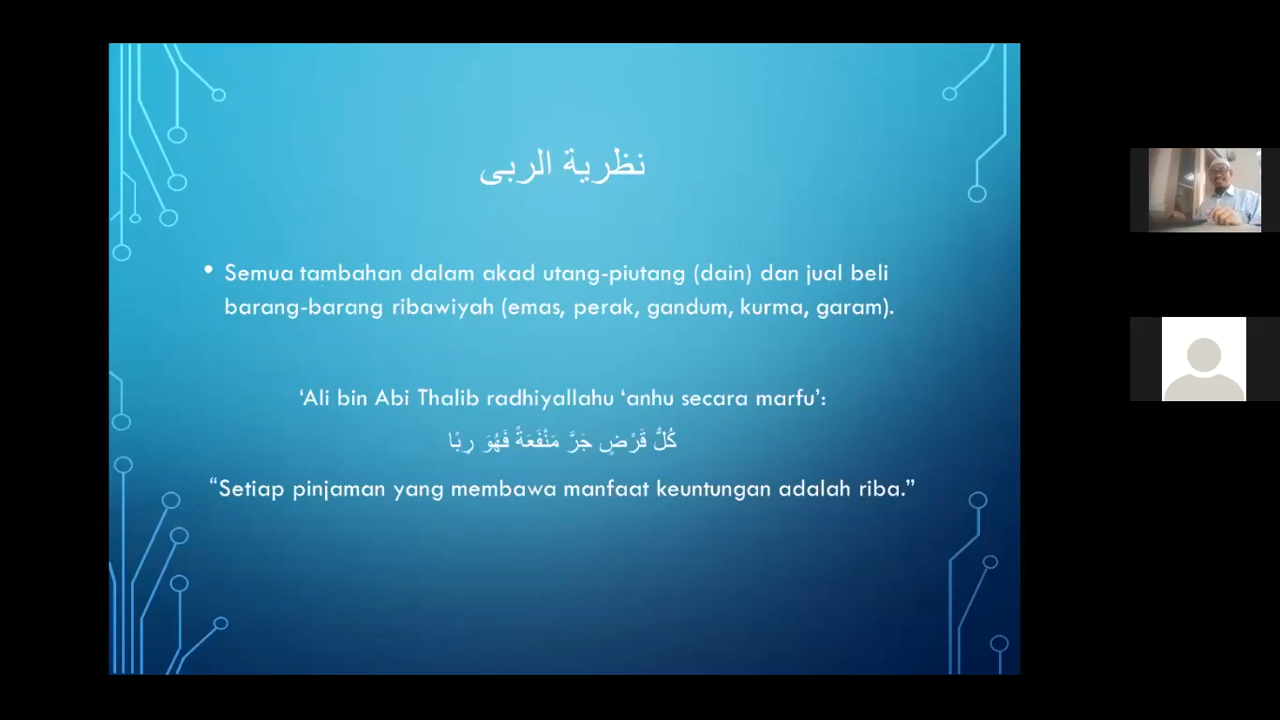 نظرية الربى
• Semua tambahan dalam akad utang-piutang (dain) dan jual beli
barang-barang ribawiyah (emas, perak, gandum, kurma, garam).
‘Ali bin Abi Thalib radhiyallahu ‘anhu secara marfu’:
كُلُّ قَرْضٍ جَرَّ مَنْفَعَةً فَهُوَ رِبًا
“Setiap pinjaman yang membawa manfaat keuntungan adalah riba.”